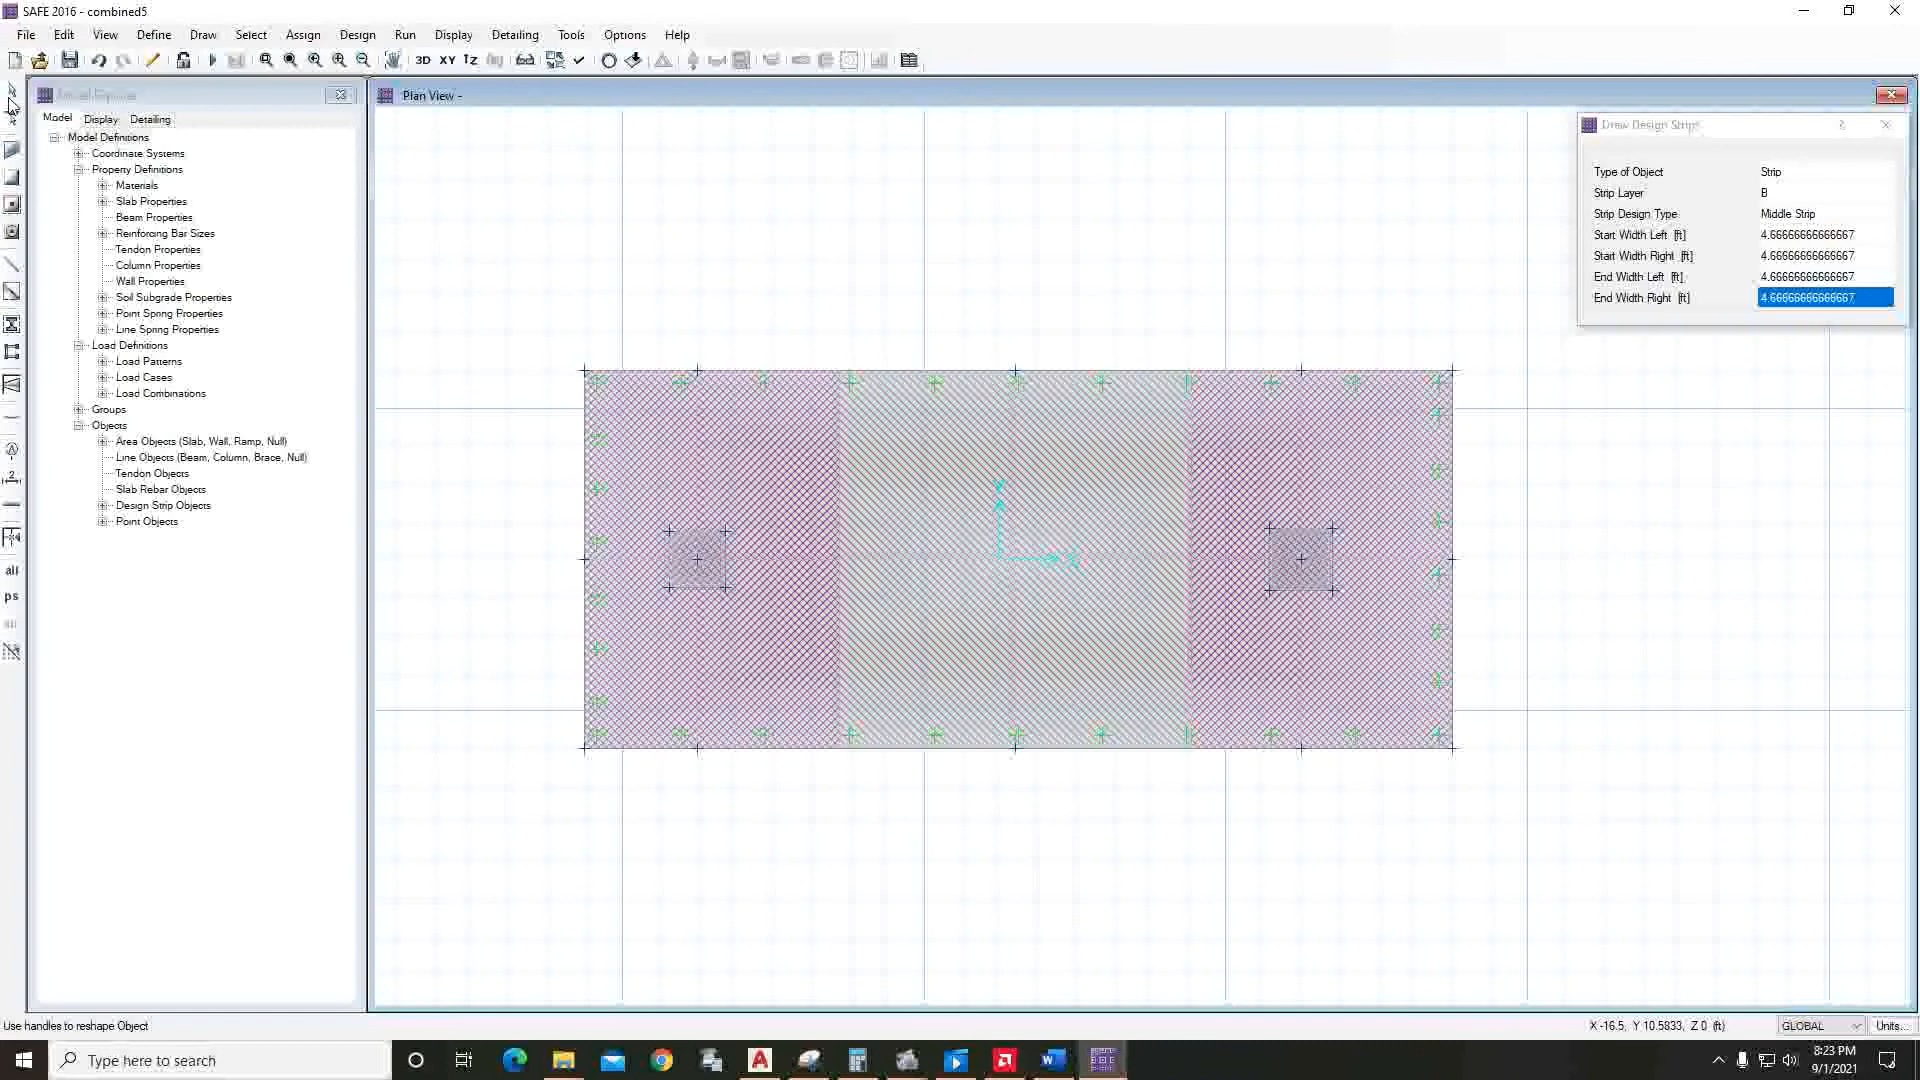 SAFE 2016 - combined5
File Edit View Define Draw Select Assign Design Run Display Detailing Tools Options Help
3D XY
Model Explorer
Plan View -
Model Display Detailing
Model Definitions
Coordinate Systems
Property Definitions
Materials
Slab Properties
Beam Properties
Reinforcing Bar Sizes
Tendon Properties
Column Properties
Wall Properties
Soil Subgrade Properties
Point Spring Properties
Line Spring Properties
Load Definitions
Load Patterns
Load Cases
Load Combinations
Groups
Objects
Area Objects (Slab, Wall, Ramp, Null)
Line Objects (Beam, Column, Brace, Null)
Tendon Objects
Slab Rebar Objects
Design Strip Objects
Point Objects
all
ps
Draw Design Strips
Type of Object Strip
Strip Layer B
Strip Design Type Middle Strip
Start Width Left [ft] 4.66666666666667
Start Width Right [ft] 4.66666666666667
End Width Left [ft] 4.66666666666667
End Width Right [ft] 4.66666666666667
Y
X
Use handles to reshape Object
X -16.5, Y 10.5833, Z 0 (ft)
GLOBAL
Units...
Type here to search
8:23 PM
9/1/2021